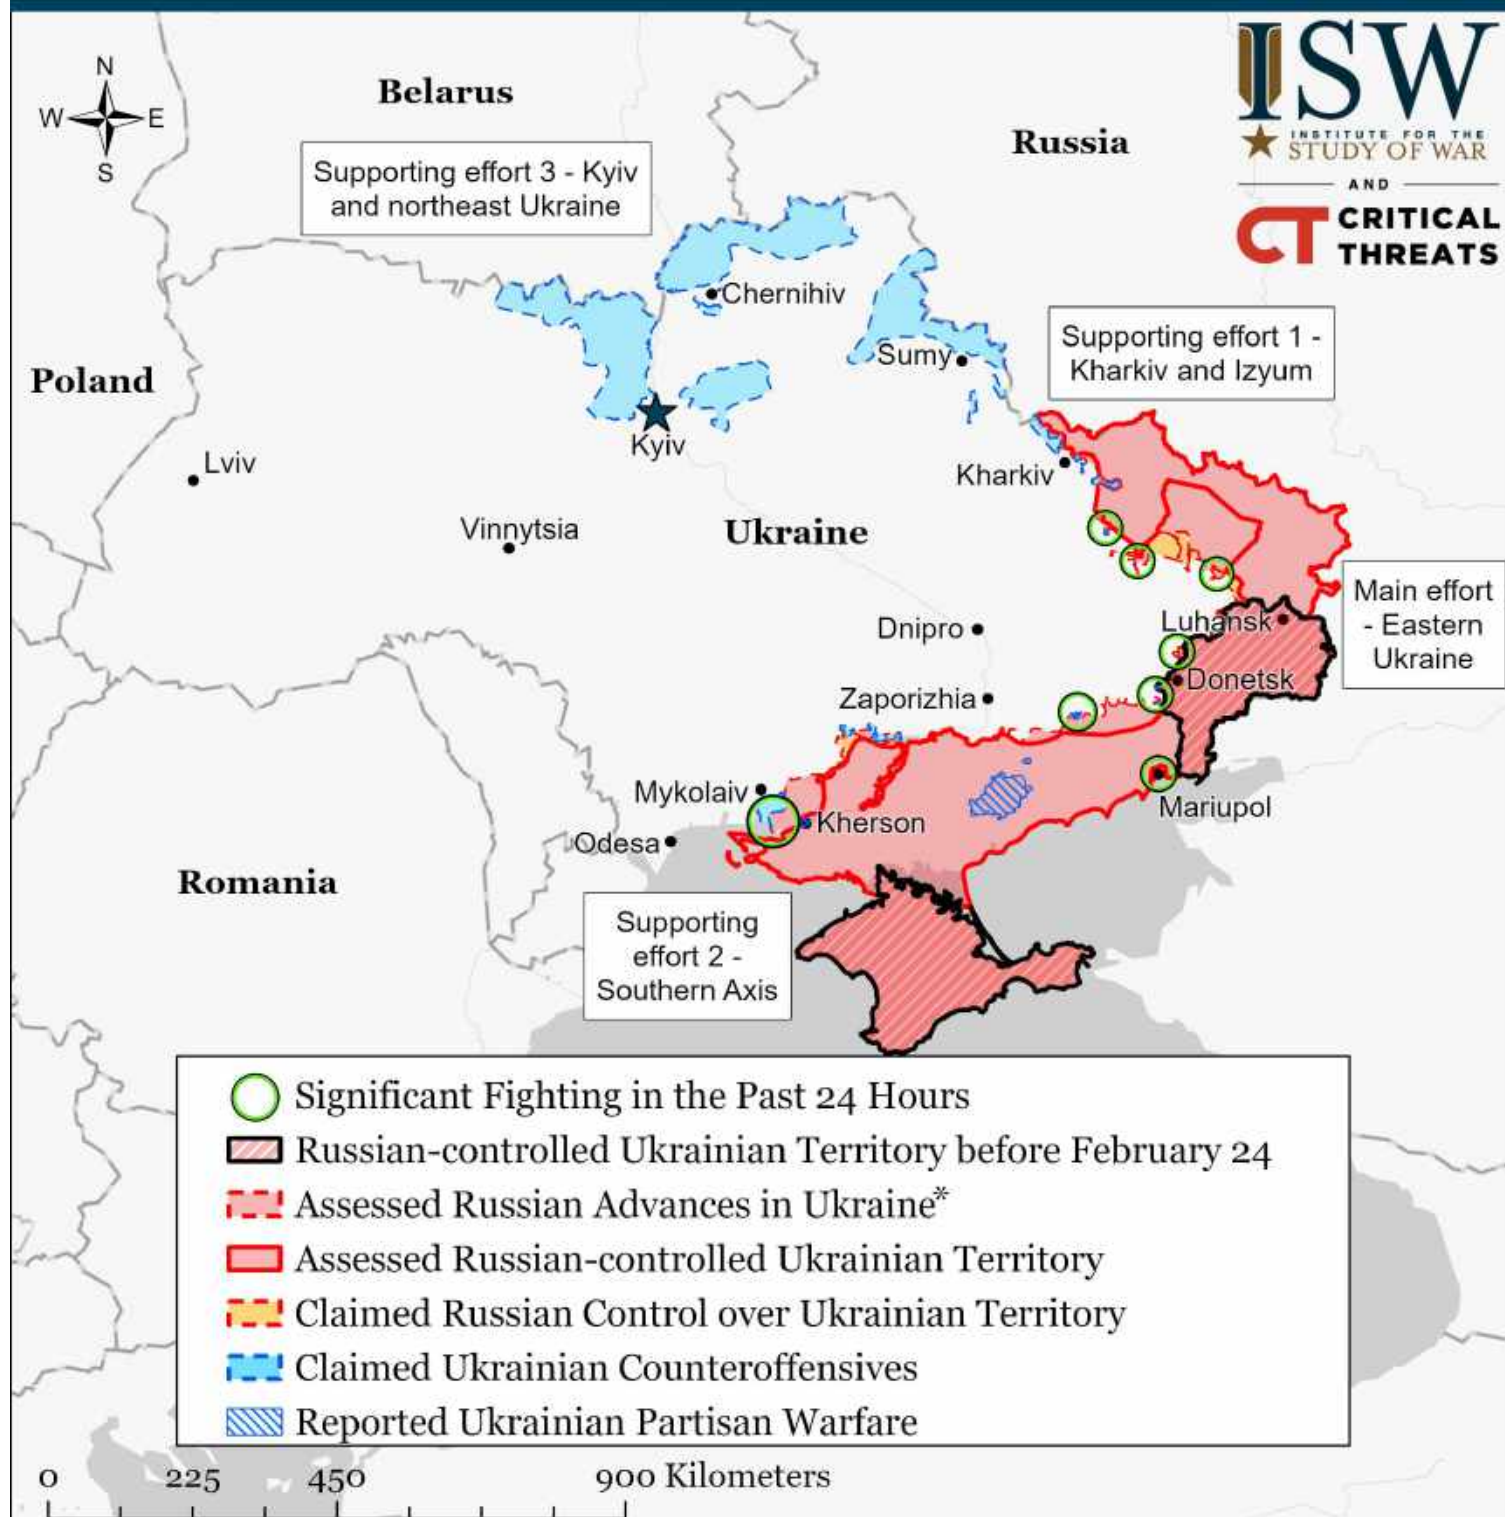 N
W E
S
Belarus
Russia
ISW
INSTITUTE FOR THE
STUDY OF WAR
AND
CT CRITICAL
THREATS
Supporting effort 3 - Kyiv
and northeast Ukraine
Chernihiv
Sumy
Supporting effort 1 -
Kharkiv and Izyum
Poland
Kyiv
Lviv
Kharkiv
Vinnytsia
Ukraine
Main effort
- Eastern
Ukraine
Luhansk
Dnipro
Donetsk
Zaporizhia
Mykolaiv
Mariupol
Kherson
Odesa
Romania
Supporting
effort 2 -
Southern Axis
Significant Fighting in the Past 24 Hours
Russian-controlled Ukrainian Territory before February 24
Assessed Russian Advances in Ukraine*
Assessed Russian-controlled Ukrainian Territory
Claimed Russian Control over Ukrainian Territory
Claimed Ukrainian Counteroffensives
Reported Ukrainian Partisan Warfare
0 225 450 900 Kilometers